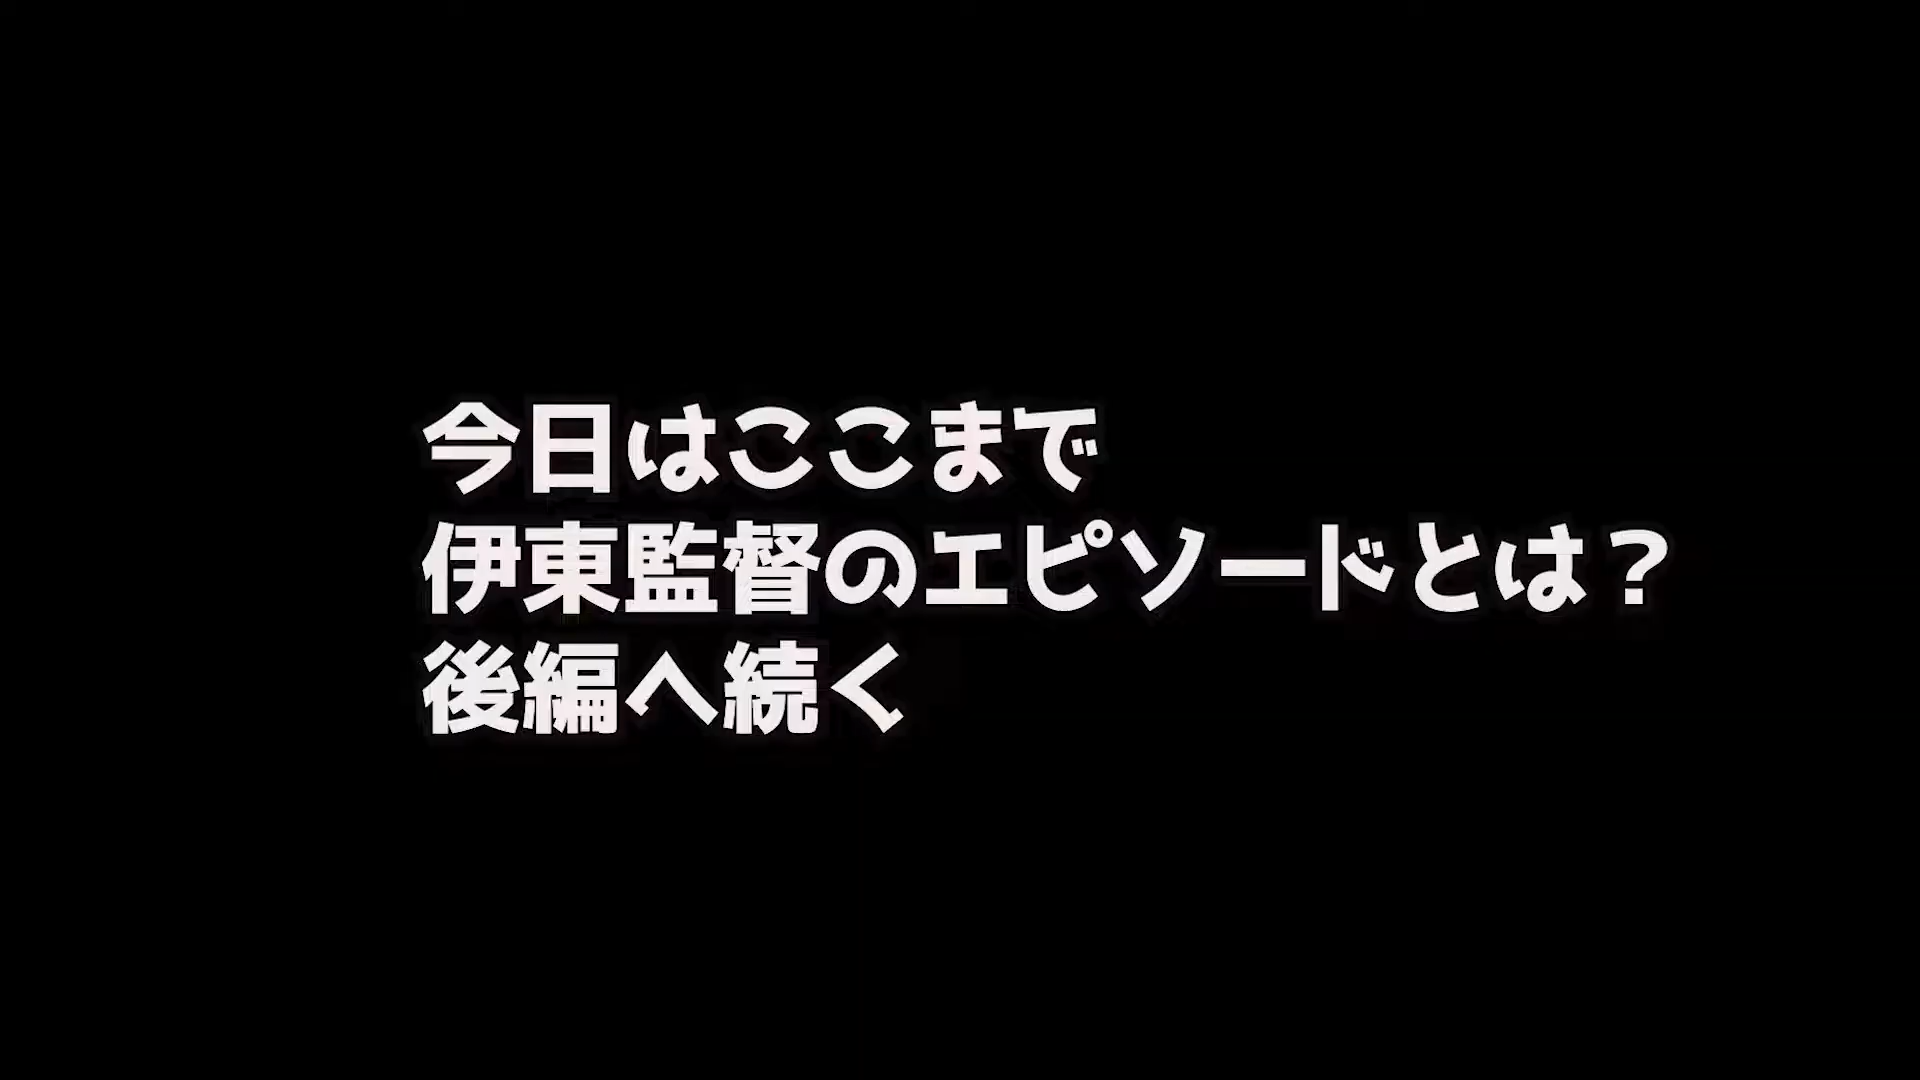 今日はここまで
伊東監督のエピソードとは？
後編へ続く